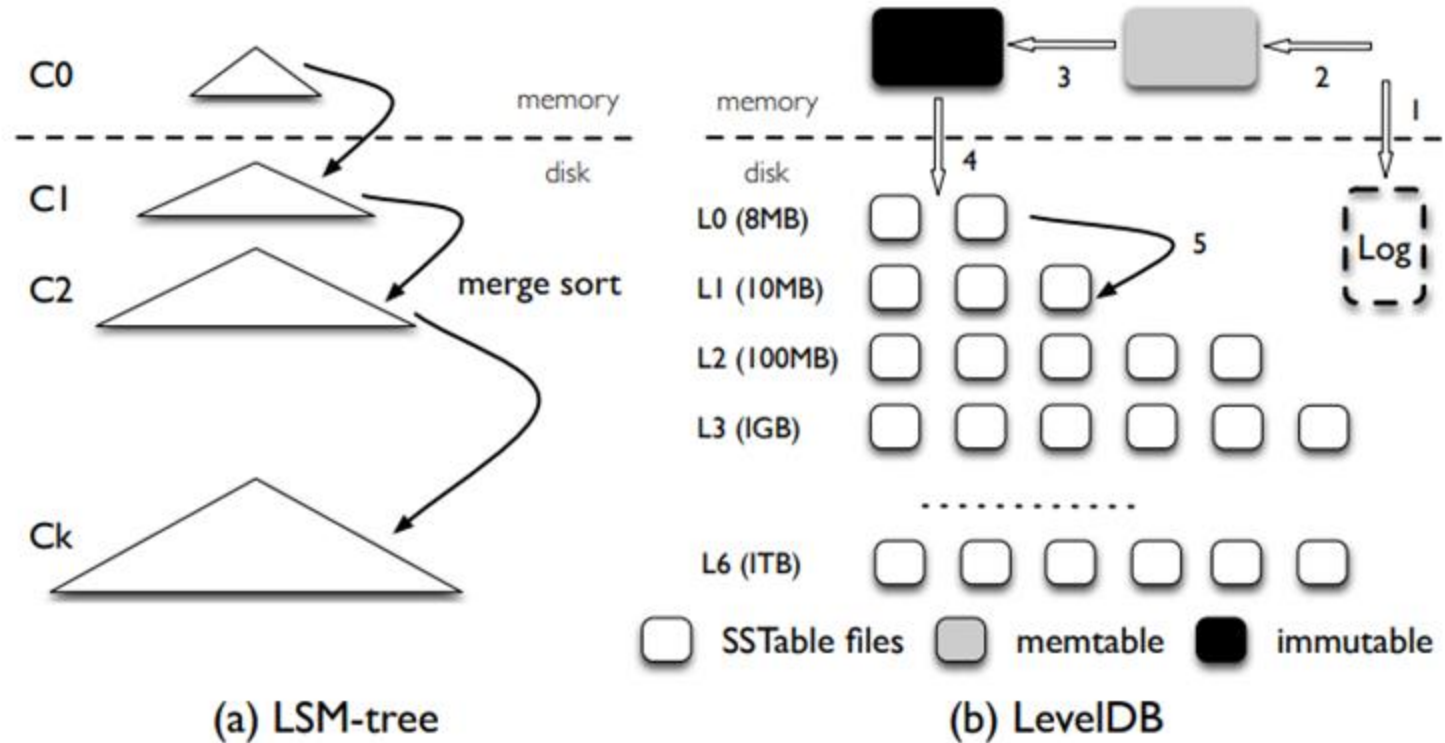 C0
memory
disk
C1
C2
merge sort
Ck
(a) LSM-tree
3
2
memory
1
4
disk
L0 (8MB)
5
Log
L1 (10MB)
L2 (100MB)
L3 (1GB)
L6 (1TB)
SSTable files
memtable
immutable
(b) LevelDB